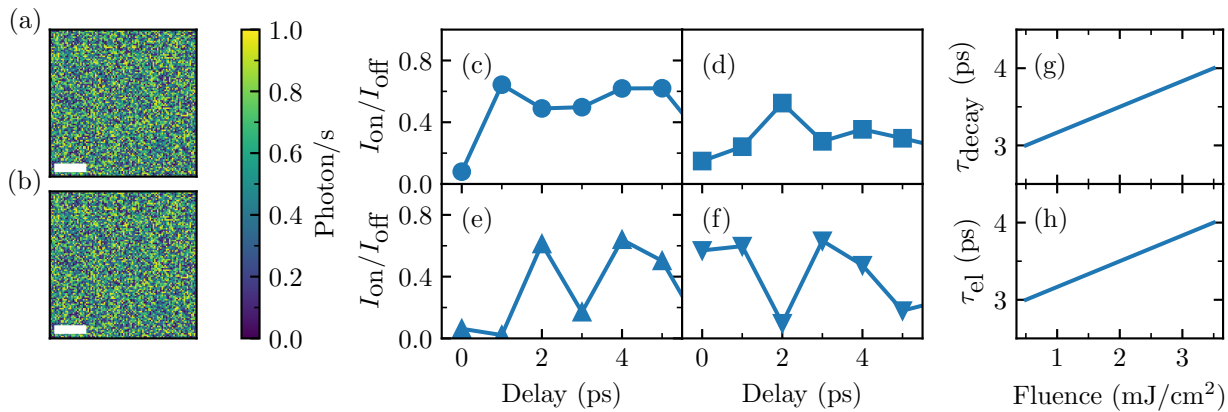 (a)
(b)
1.0
0.8
0.6
0.4
0.2
0.0
Photon/s
0.8
0.4
0.0
I_on/I_off
(c)
(d)
0.8
0.4
0.0
I_on/I_off
(e)
(f)
0 2 4
Delay (ps)
0 2 4
Delay (ps)
4
3
τ_decay (ps)
(g)
4
3
τ_el (ps)
(h)
1 2 3
Fluence (mJ/cm²)